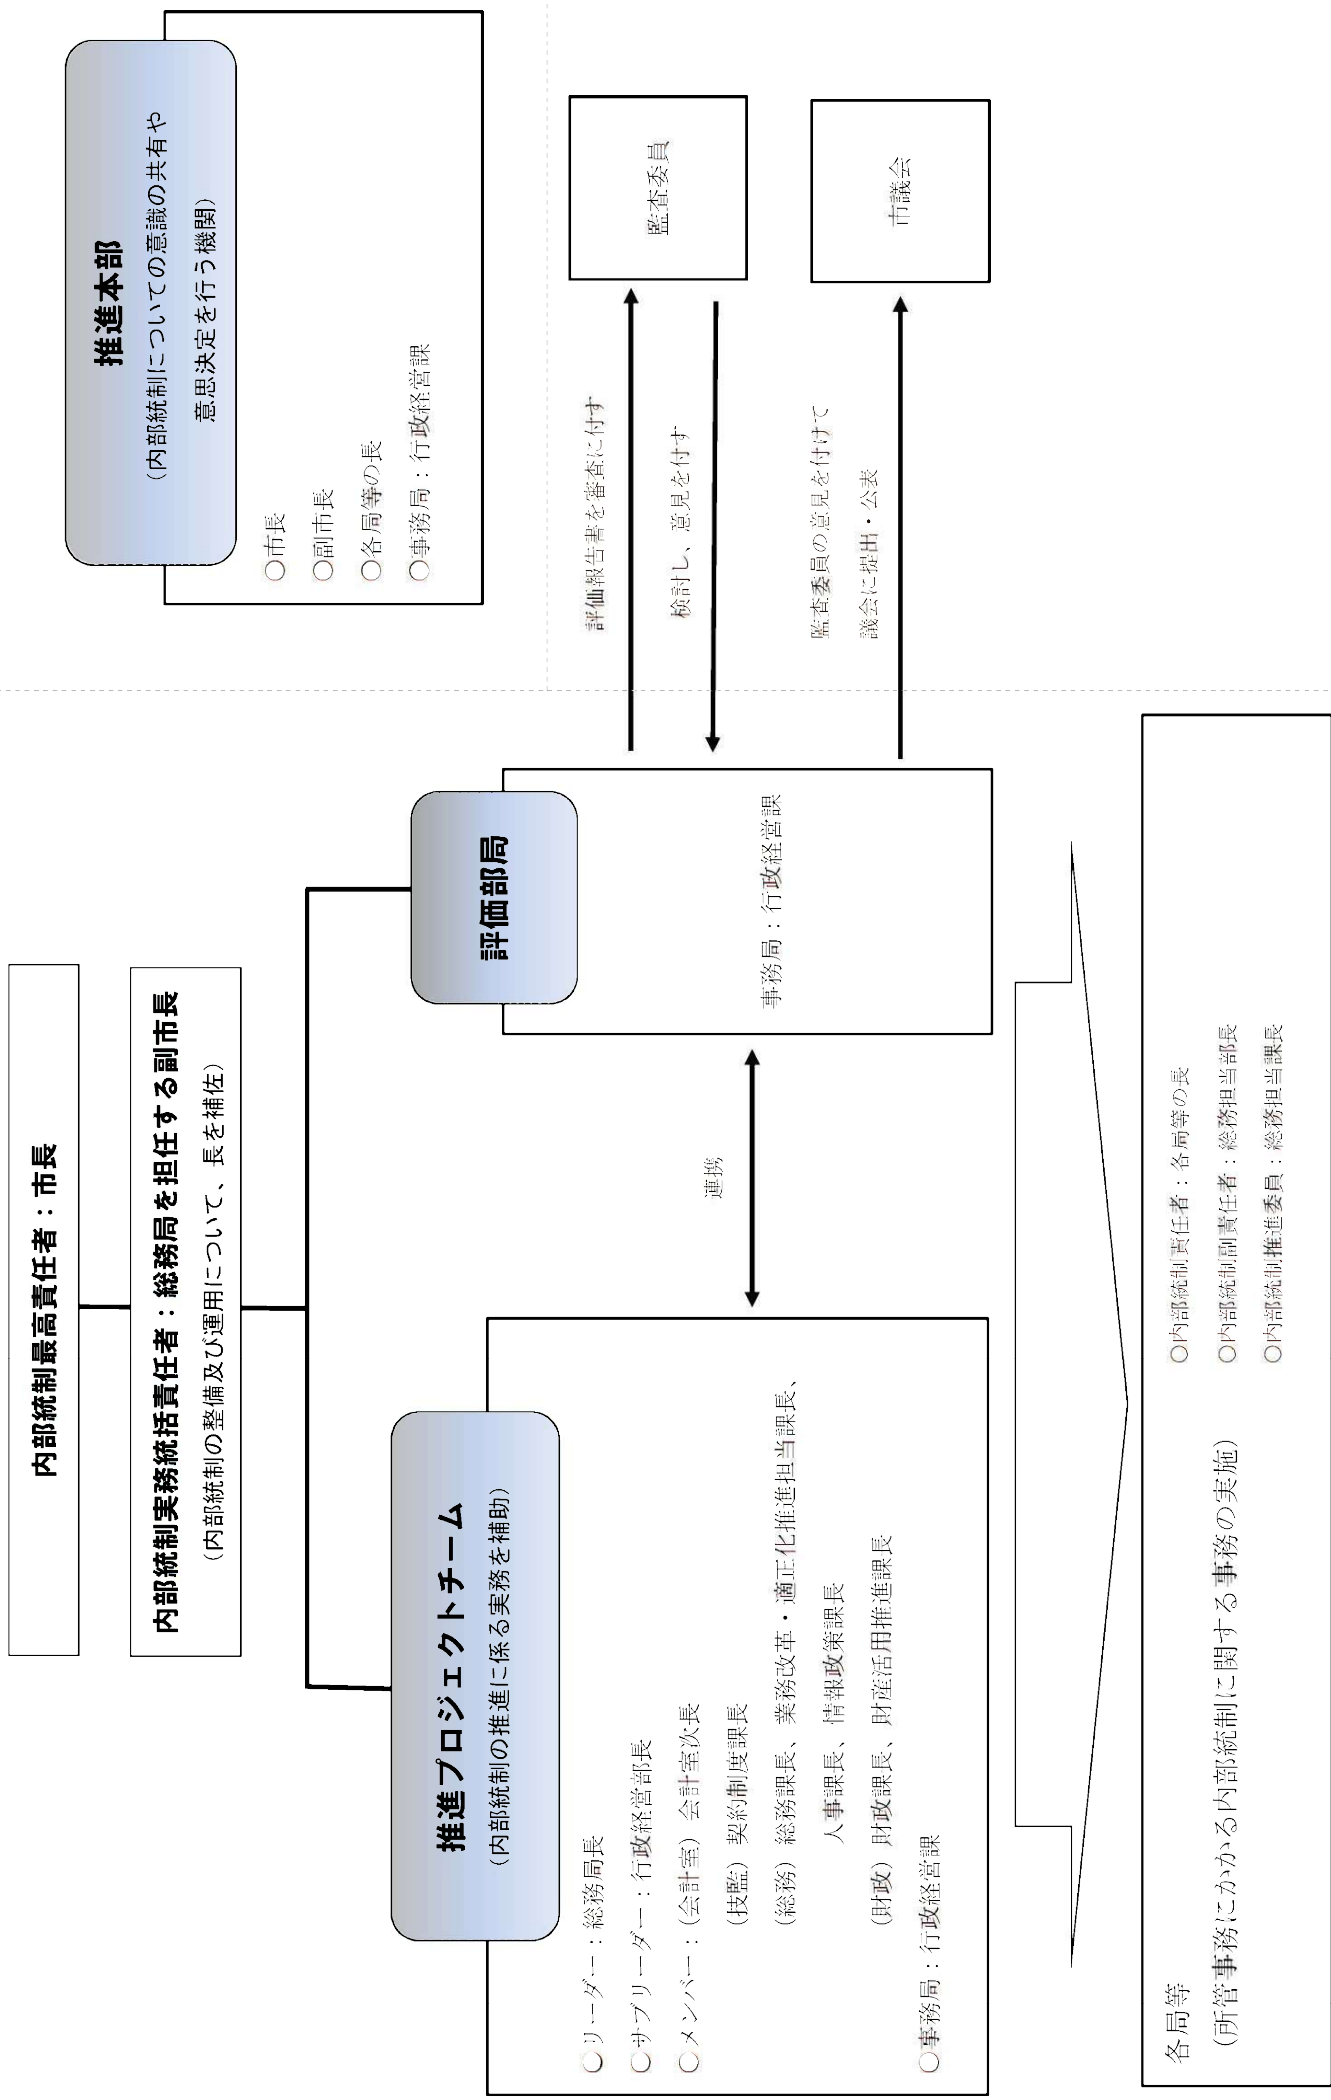 内部統制最高責任者：市長
内部統制実務統括責任者：総務局を担任する副市長
（内部統制の整備及び運用について、長を補佐）
推進本部
（内部統制についての意識の共有や
意思決定を行う機関）
○市長
○副市長
○各局等の長
○事務局：行政経営課
推進プロジェクトチーム
（内部統制の推進に係る実務を補助）
○リーダー：総務局長
○サブリーダー：行政経営部長
○メンバー：（会計室）会計室次長
（技監）契約制度課長
（総務）総務課長、業務改革・適正化推進担当課長、
人事課長、情報政策課長
（財政）財政課長、財産活用推進課長
○事務局：行政経営課
連携
評価部局
事務局：行政経営課
評価報告書を審査に付す
検討し、意見を付す
監査委員の意見を付けて
議会に提出・公表
監査委員
市議会
各局等
（所管事務にかかる内部統制に関する事務の実施）
○内部統制責任者：各局等の長
○内部統制副責任者：総務担当部長
○内部統制推進委員：総務担当課長